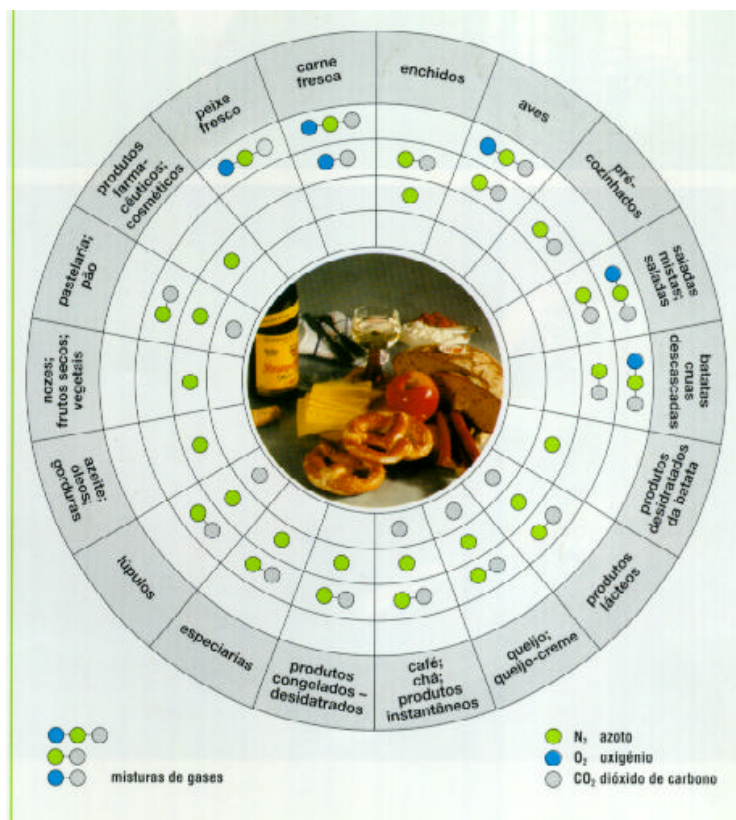 carne
fresca
enchidos
aves
pré-
cozinhados
saladas
mistas;
saladas
batatas
cruas
descascadas
produtos
desidratados
da batata
produtos
lácteos
queijo;
queijo-creme
café;
chá;
produtos
instantâneos
produtos
congelados –
desidatrados
especiarias
lúpulos
azeite;
óleos;
gorduras
nozes;
frutos secos;
vegetais
pastelaria;
pão
produtos
farma-
cêuticos;
cosméticos
peixe
fresco
misturas de gases
N₂ azoto
O₂ oxigénio
CO₂ dióxido de carbono